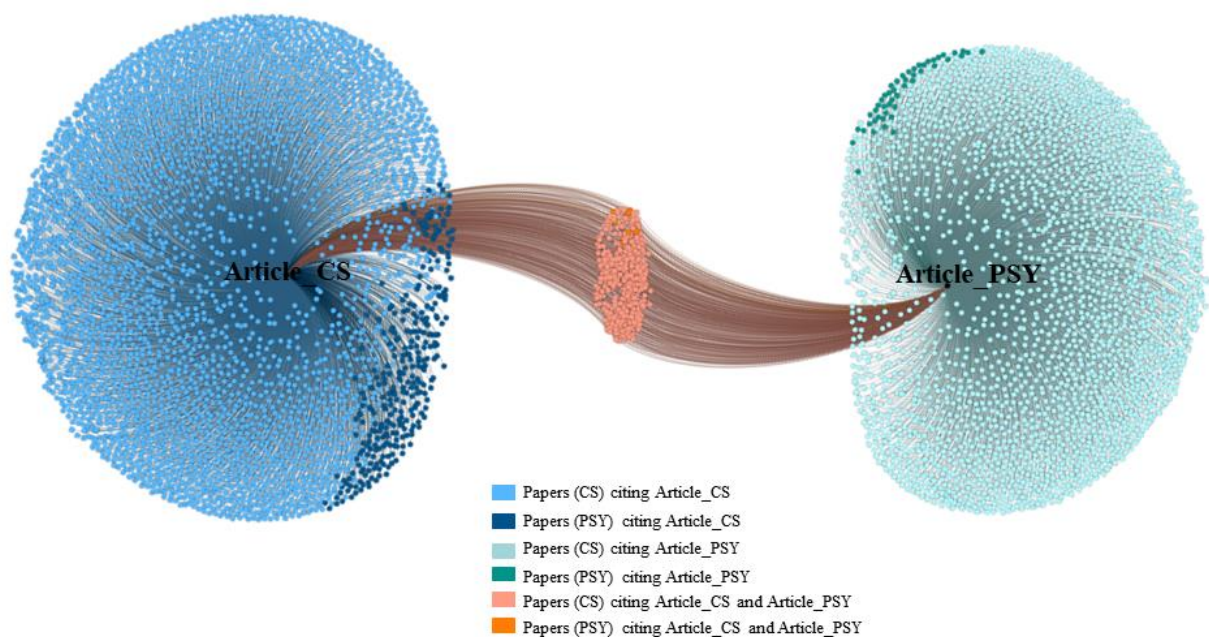 Article_CS
Article_PSY
Papers (CS) citing Article_CS
Papers (PSY) citing Article_CS
Papers (CS) citing Article_PSY
Papers (PSY) citing Article_PSY
Papers (CS) citing Article_CS and Article_PSY
Papers (PSY) citing Article_CS and Article_PSY